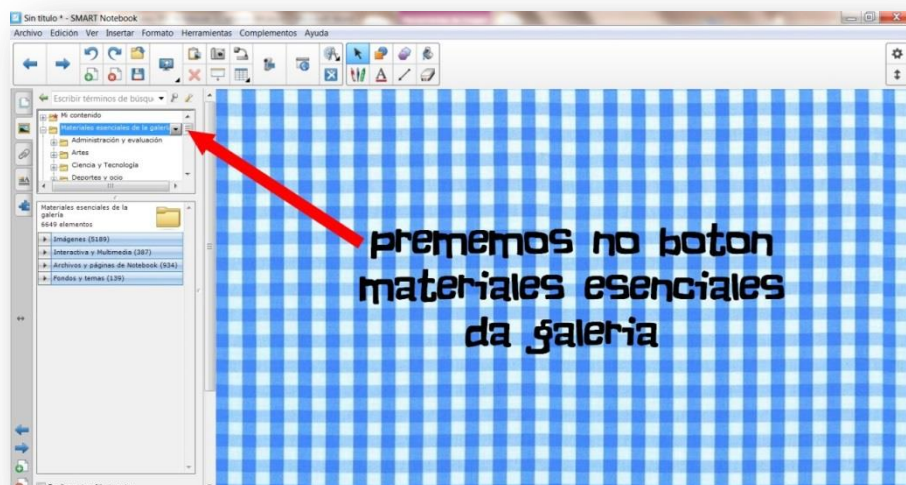 Sin título * - SMART Notebook
Archivo Edición Ver Insertar Formato Herramientas Complementos Ayuda
Escribir términos de búsqu
Mi contenido
Materiales esenciales de la galerí
Administración y evaluación
Artes
Ciencia y Tecnología
Deportes y ocio
Materiales esenciales de la
galería
6649 elementos
Imágenes (5189)
Interactiva y Multimedia (387)
Archivos y páginas de Notebook (934)
Fondos y temas (139)
prememos no boton
materiales esenciales
da galeria